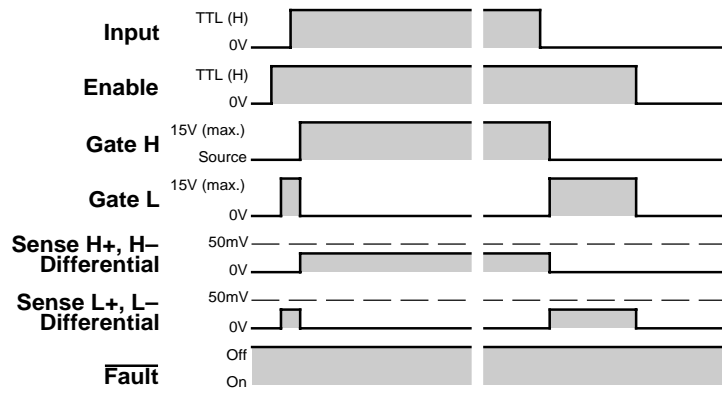 Input
TTL (H)
0V
Enable
TTL (H)
0V
Gate H
15V (max.)
Source
Gate L
15V (max.)
0V
Sense H+, H–
Differential
50mV
0V
Sense L+, L–
Differential
50mV
0V
Fault
Off
On